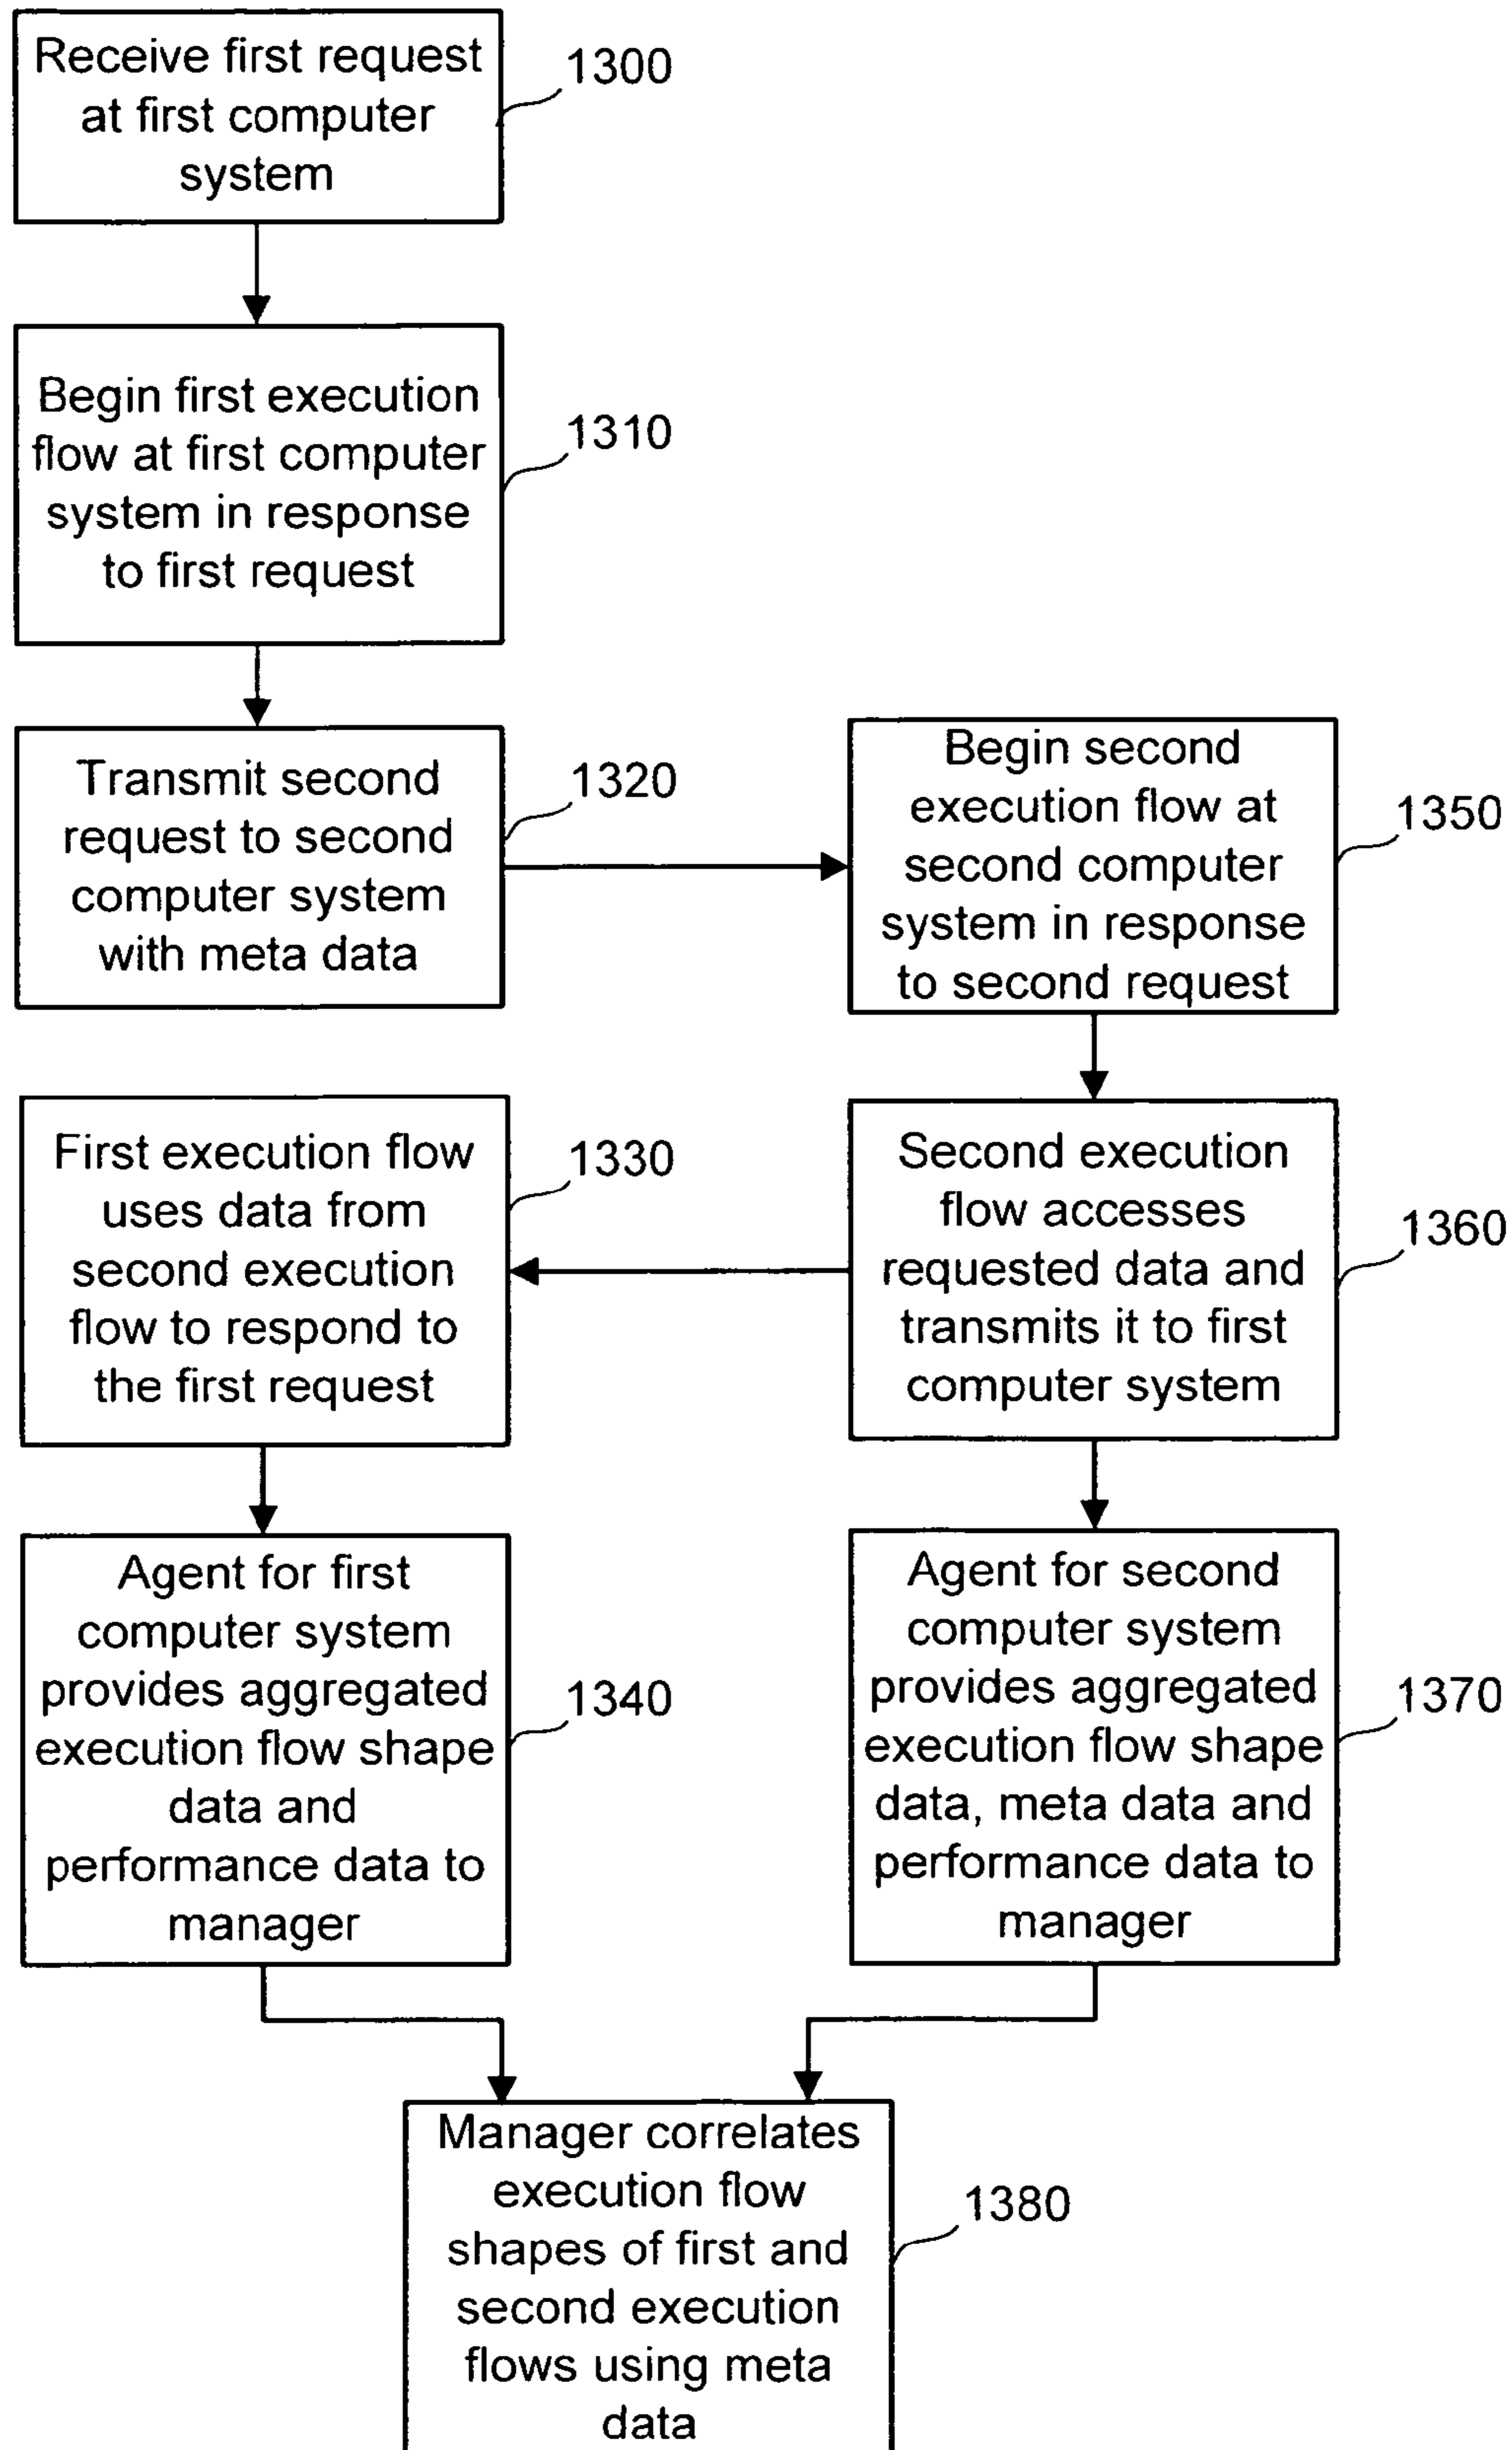 Receive first request
at first computer
system
1300
Begin first execution
flow at first computer
system in response
to first request
1310
Transmit second
request to second
computer system
with meta data
1320
Begin second
execution flow at
second computer
system in response
to second request
1350
First execution flow
uses data from
second execution
flow to respond to
the first request
1330
Second execution
flow accesses
requested data and
transmits it to first
computer system
1360
Agent for first
computer system
provides aggregated
execution flow shape
data and
performance data to
manager
1340
Agent for second
computer system
provides aggregated
execution flow shape
data, meta data and
performance data to
manager
1370
Manager correlates
execution flow
shapes of first and
second execution
flows using meta
data
1380